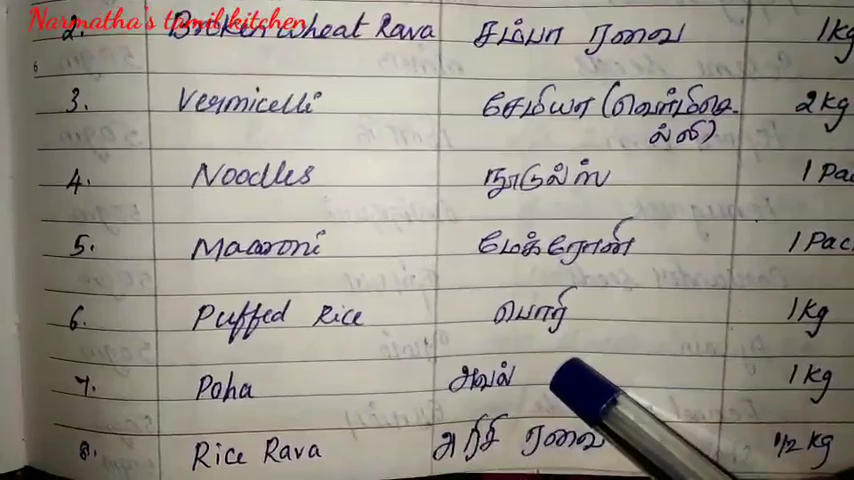 Narmatha's tamil kitchen
2. Broken wheat Rava சம்பா ரவை 1kg
3. Vermicelli சேமியா (வெர்மிசெ- 2kg
ல்லி)
4. Noodles நூடுல்ஸ் 1 Pac
5. Macaroni மேக்ரோனி 1 Pac
6. Puffed Rice பொரி 1kg
7. Poha அவல் 1kg
8. Rice Rava அரிசி ரவை 1/2 kg